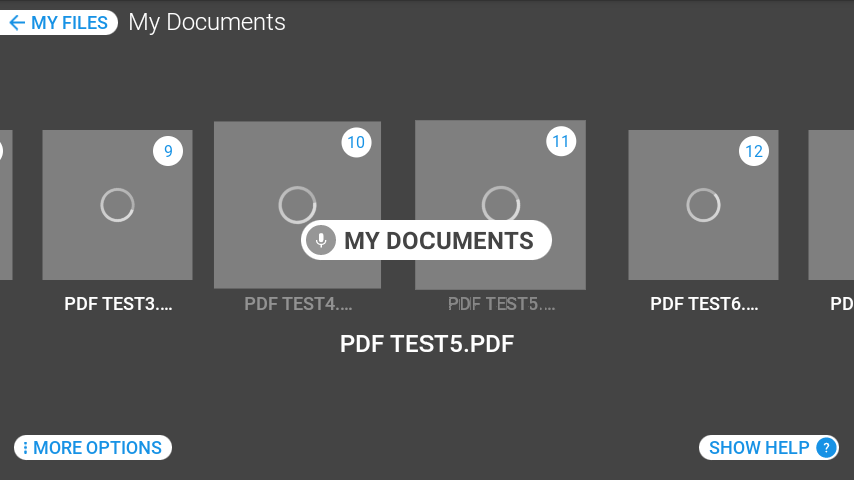 MY FILES My Documents
9 10 11 12
MY DOCUMENTS
PDF TEST3.... PDF TEST4.... PDF TEST5.... PDF TEST6.... PD
PDF TEST5.PDF
MORE OPTIONS SHOW HELP ?